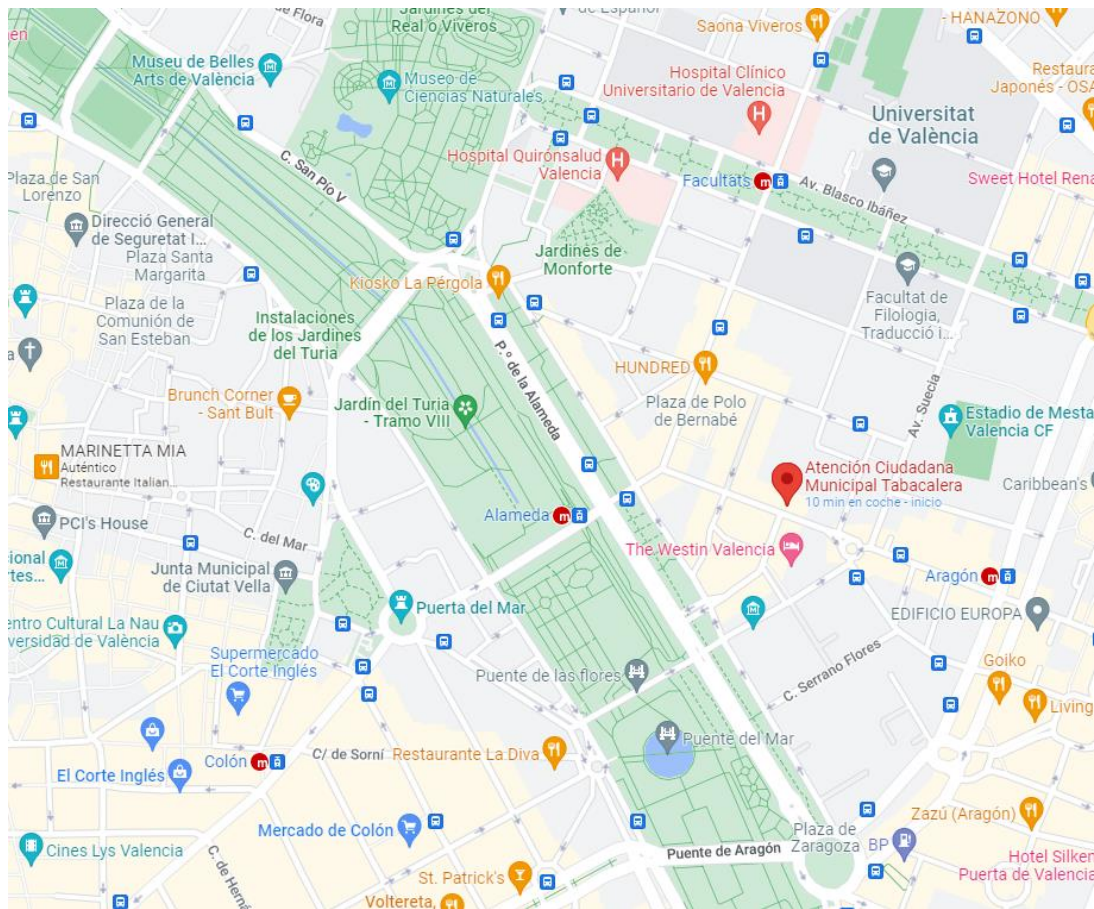 C. de Flora
Jardines del
Real o Viveros
de Español
Saona Viveros
- HANAZONO
Museu de Belles
Arts de València
Museo de
Ciencias Naturales
Hospital Clínico
Universitario de Valencia
Restaura
Japonés - OSA
Universitat
de València
Hospital Quirónsalud
Valencia
C. San Pío V
Facultats
Av. Blasco Ibáñez
Sweet Hotel Rena
Plaza de San
Lorenzo
Direcció General
de Seguretat I...
Plaza Santa
Margarita
Jardines de
Monforte
Kiosko La Pérgola
Plaza de la
Comunión de
San Esteban
Instalaciones
de los Jardines
del Turia
Facultat de
Filologia,
Traducció i...
P.º de la Alameda
HUNDRED
Brunch Corner
- Sant Bult
Jardín del Turia
- Tramo VIII
Plaza de Polo
de Bernabé
Av. Suecia
Estadio de Mesta
Valencia CF
MARINETTA MIA
Auténtico
Restaurante Italian...
Atención Ciudadana
Municipal Tabacalera
10 min en coche - inicio
Caribbean's
PCI's House
Alameda
C. del Mar
The Westin Valencia
cional
rtes...
Junta Municipal
de Ciutat Vella
Aragón
Puerta del Mar
EDIFICIO EUROPA
entro Cultural La Nau
versidad de València
Supermercado
El Corte Inglés
Puente de las flores
C. Serrano Flores
Goiko
Living
Puente del Mar
C/ de Sorní
Restaurante La Diva
Colón
El Corte Inglés
Mercado de Colón
Zazú (Aragón)
Plaza de
Zaragoza
BP
Cines Lys Valencia
C. de Herná
Puente de Aragón
Hotel Silken
Puerta de Valencia
St. Patrick's
Voltereta,